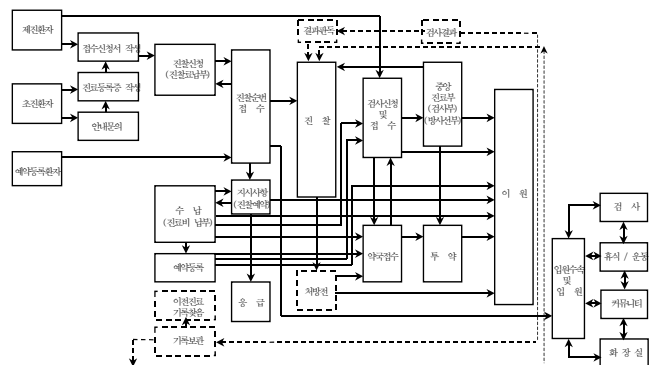 재진환자
접수신청서 작성
진료등록증 작성
안내문의
초진환자
예약등록환자
진찰신청
(진찰료납부)
진찰순번
접 수
지시사항
(진찰예약)
수 납
(진료비 납부)
예약등록
이전진료
기록찾음
기록보관
응 급
결과판독
검사결과
진 찰
처방전
검사신청
및
접 수
중앙
진료부
(검사부)
(방사선부)
약국접수
투 약
이 원
입원수속
및
입 원
검 사
휴식 / 운동
커뮤니티
화 장 실